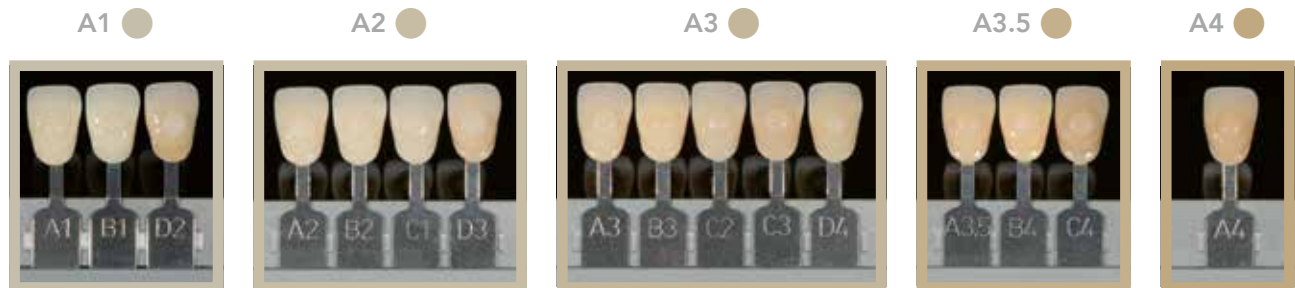 A1 A2 A3 A3.5 A4
A1 B1 D2 A2 B2 C1 D3 A3 B3 C2 C3 D4 A3,5 B4 C4 A4